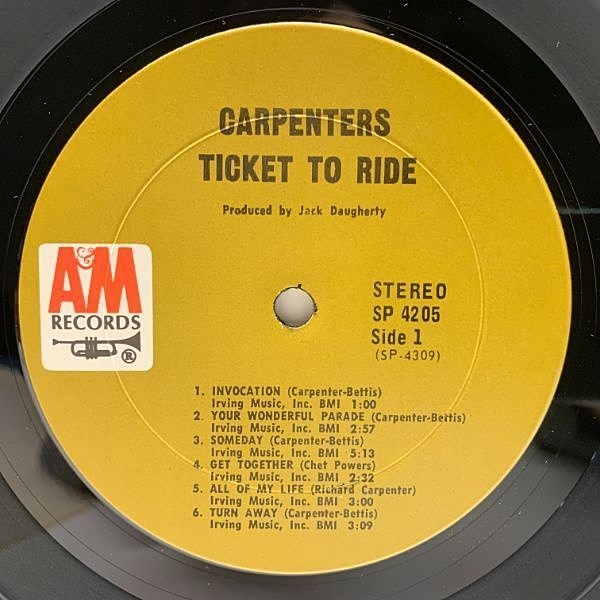 CARPENTERS
TICKET TO RIDE
Produced by Jack Daugherty
A&M
RECORDS
®
STEREO
SP 4205
Side 1
(SP-4309)
1. INVOCATION (Carpenter-Bettis)
Irving Music, Inc. BMI 1:00
2. YOUR WONDERFUL PARADE (Carpenter-Bettis)
Irving Music, Inc. BMI 2:57
3. SOMEDAY (Carpenter-Bettis)
Irving Music, Inc. BMI 5:13
4. GET TOGETHER (Chet Powers)
Irving Music, Inc. BMI 2:32
5. ALL OF MY LIFE (Richard Carpenter)
Irving Music, Inc. BMI 3:00
6. TURN AWAY (Carpenter-Bettis)
Irving Music, Inc. BMI 3:09